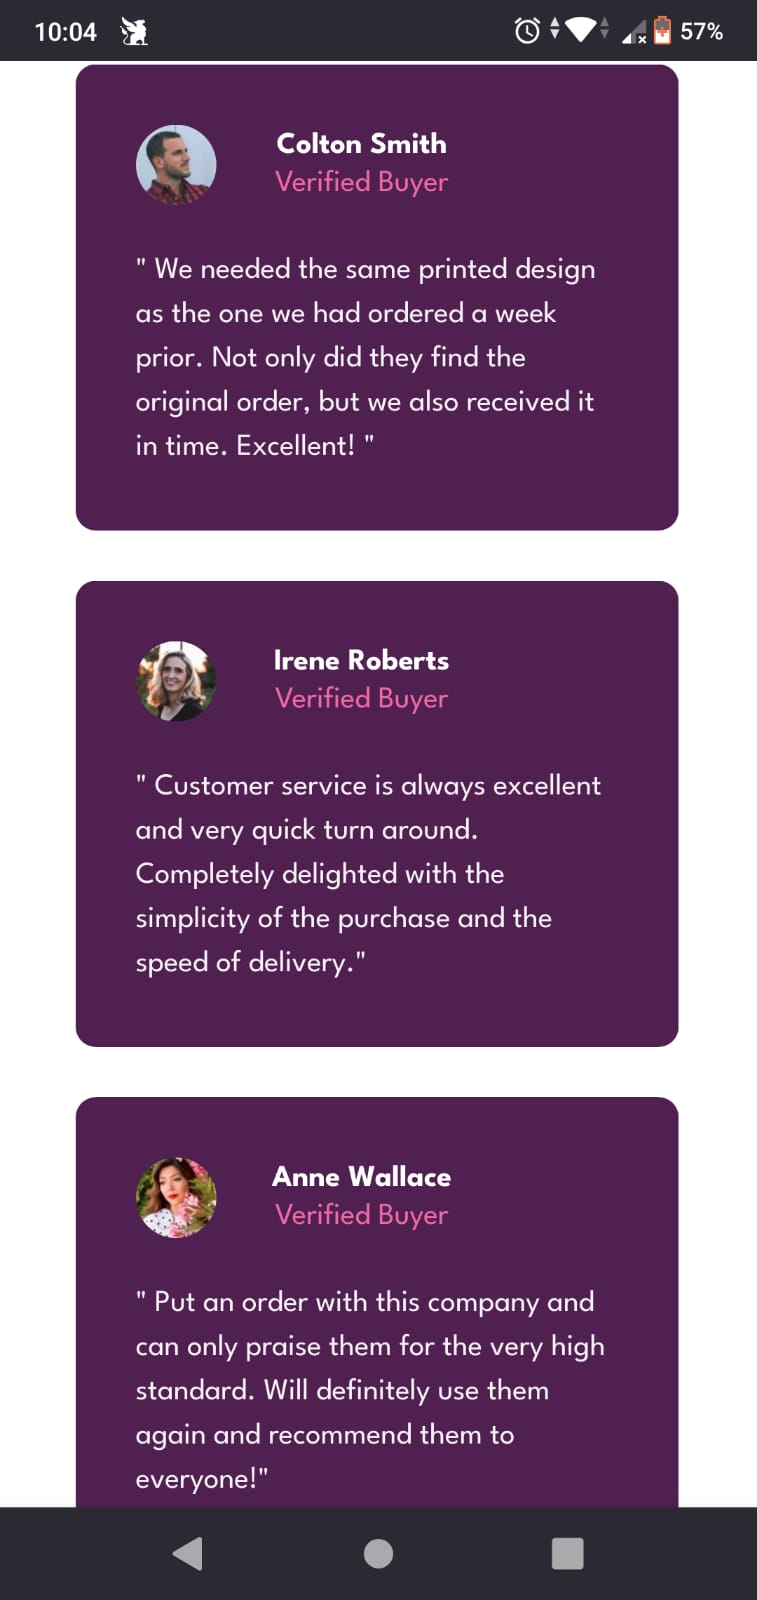 10:04
57%
Colton Smith
Verified Buyer
" We needed the same printed design
as the one we had ordered a week
prior. Not only did they find the
original order, but we also received it
in time. Excellent! "
Irene Roberts
Verified Buyer
" Customer service is always excellent
and very quick turn around.
Completely delighted with the
simplicity of the purchase and the
speed of delivery."
Anne Wallace
Verified Buyer
" Put an order with this company and
can only praise them for the very high
standard. Will definitely use them
again and recommend them to
everyone!"